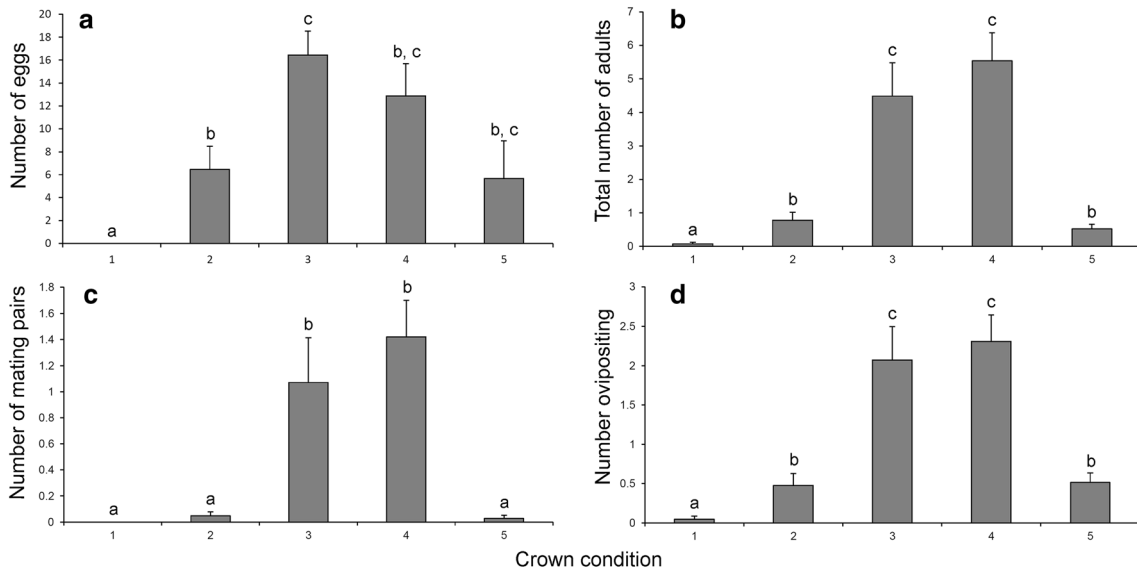 a
Number of eggs
20
18
16
14
12
10
8
6
4
2
0
a
b
c
b, c
b, c
1 2 3 4 5
b
Total number of adults
7
6
5
4
3
2
1
0
a
b
c
c
b
1 2 3 4 5
c
Number of mating pairs
1.8
1.6
1.4
1.2
1
0.8
0.6
0.4
0.2
0
a
a
b
b
a
1 2 3 4 5
d
Number ovipositing
3
2.5
2
1.5
1
0.5
0
a
b
c
c
b
1 2 3 4 5
Crown condition